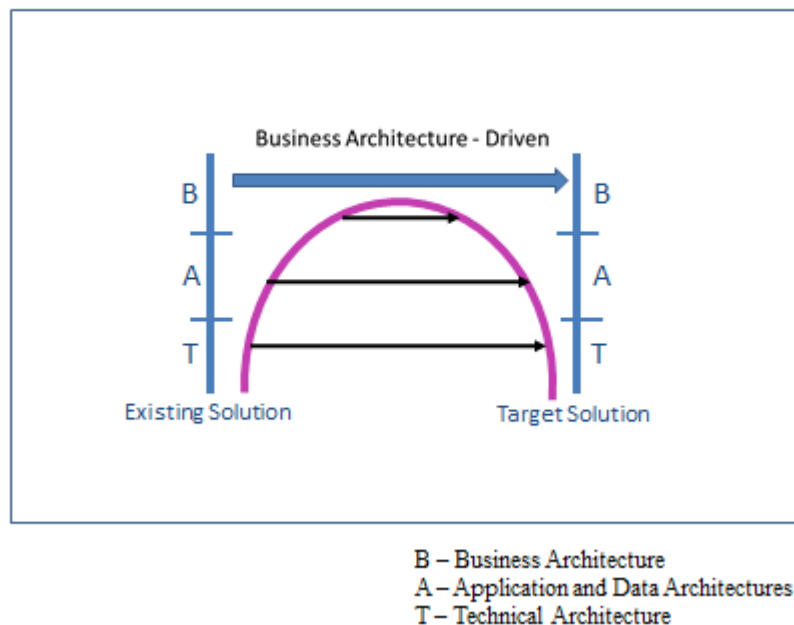 Business Architecture - Driven
B
B
A
A
T
T
Existing Solution
Target Solution
B – Business Architecture
A – Application and Data Architectures
T – Technical Architecture